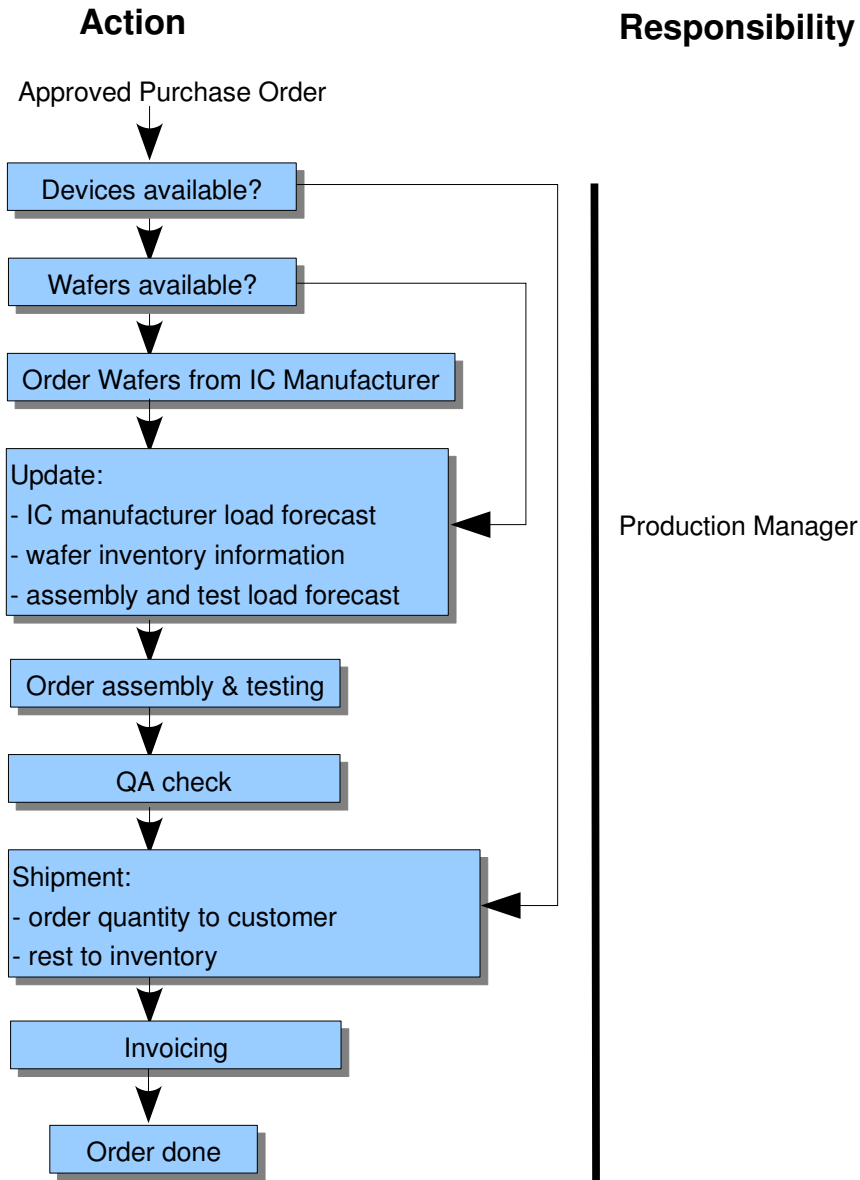 Action
Responsibility
Approved Purchase Order
Devices available?
Wafers available?
Order Wafers from IC Manufacturer
Update:
- IC manufacturer load forecast
- wafer inventory information
- assembly and test load forecast
Production Manager
Order assembly & testing
QA check
Shipment:
- order quantity to customer
- rest to inventory
Invoicing
Order done